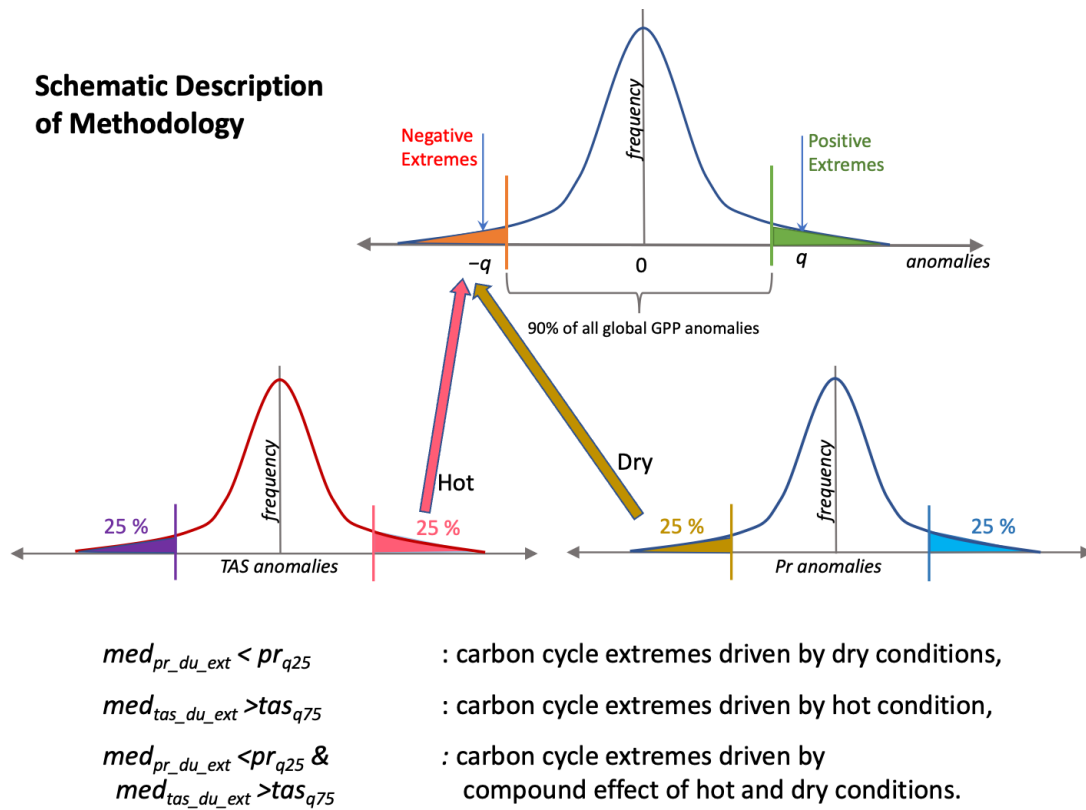 Schematic Description
of Methodology
Negative
Extremes
frequency
Positive
Extremes
−q
0
q
anomalies
90% of all global GPP anomalies
Hot
Dry
frequency
25 %
25 %
TAS anomalies
frequency
25 %
25 %
Pr anomalies
med_pr_du_ext < pr_q25 : carbon cycle extremes driven by dry conditions,
med_tas_du_ext >tas_q75 : carbon cycle extremes driven by hot condition,
med_pr_du_ext <pr_q25 & : carbon cycle extremes driven by
med_tas_du_ext >tas_q75 compound effect of hot and dry conditions.